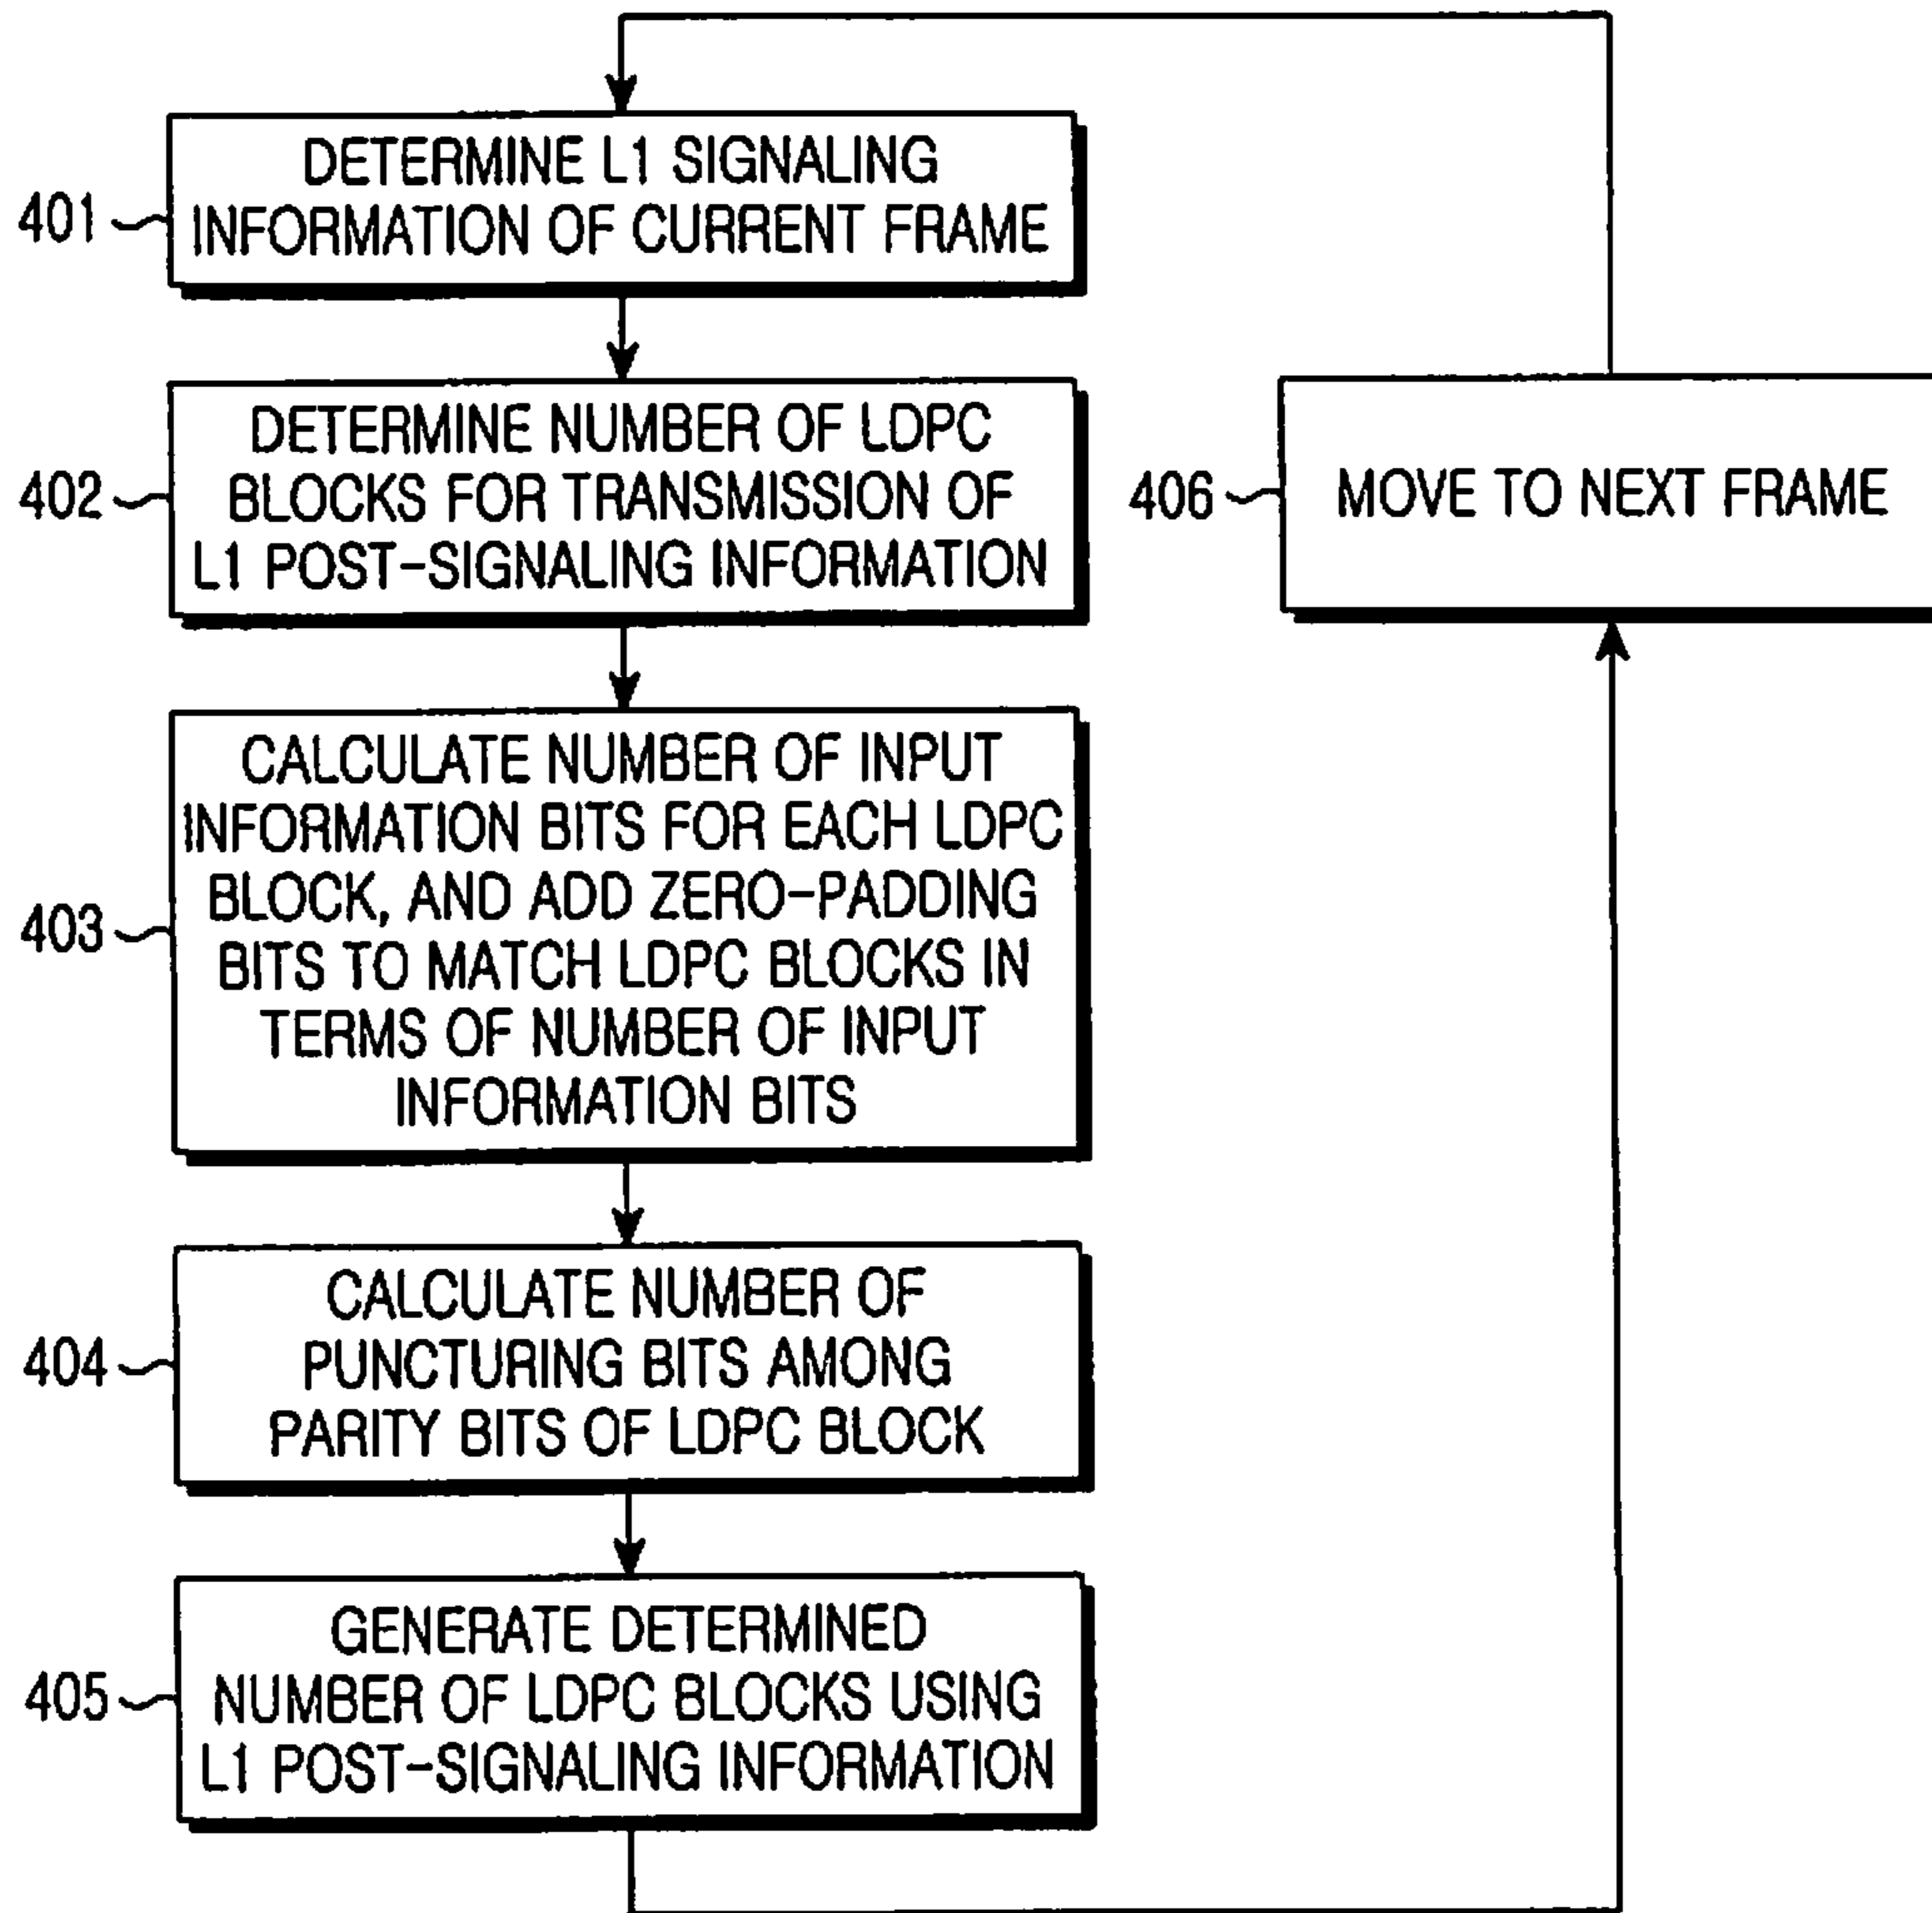 401
DETERMINE L1 SIGNALING
INFORMATION OF CURRENT FRAME
402
DETERMINE NUMBER OF LDPC
BLOCKS FOR TRANSMISSION OF
L1 POST-SIGNALING INFORMATION
403
CALCULATE NUMBER OF INPUT
INFORMATION BITS FOR EACH LDPC
BLOCK, AND ADD ZERO-PADDING
BITS TO MATCH LDPC BLOCKS IN
TERMS OF NUMBER OF INPUT
INFORMATION BITS
404
CALCULATE NUMBER OF
PUNCTURING BITS AMONG
PARITY BITS OF LDPC BLOCK
405
GENERATE DETERMINED
NUMBER OF LDPC BLOCKS USING
L1 POST-SIGNALING INFORMATION
406
MOVE TO NEXT FRAME